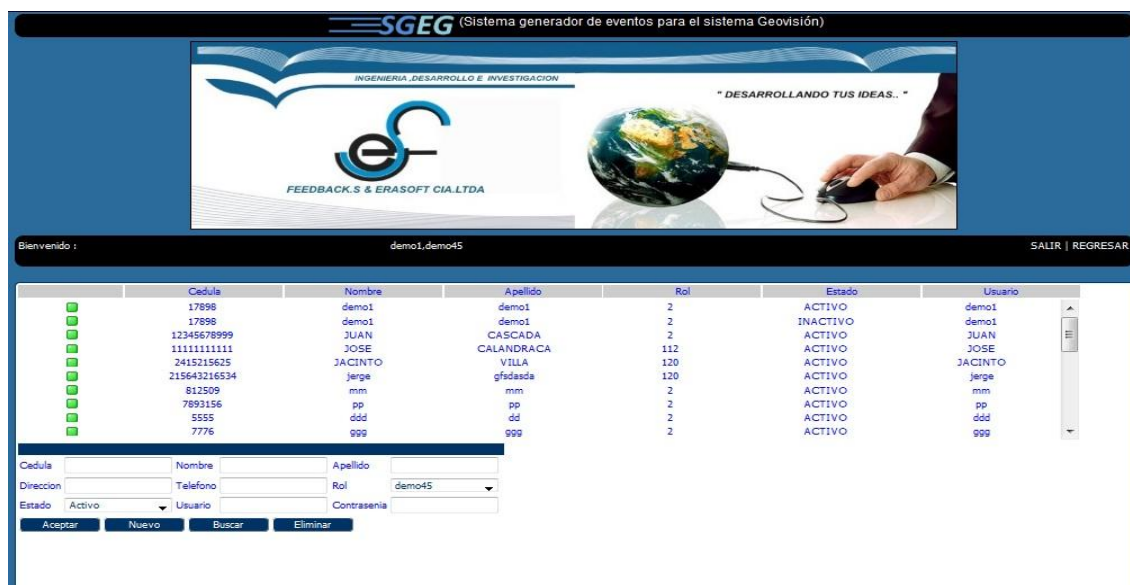 SGEG (Sistema generador de eventos para el sistema Geovisión)
INGENIERIA ,DESARROLLO E INVESTIGACION
" DESARROLLANDO TUS IDEAS.. "
eSF
FEEDBACK.S & ERASOFT CIA.LTDA
Bienvenido : demo1,demo45 SALIR | REGRESAR
Cedula Nombre Apellido Rol Estado Usuario
17898 demo1 demo1 2 ACTIVO demo1
17898 demo1 demo1 2 INACTIVO demo1
12345678999 JUAN CASCADA 2 ACTIVO JUAN
11111111111 JOSE CALANDRACA 112 ACTIVO JOSE
2415215625 JACINTO VILLA 120 ACTIVO JACINTO
215643216534 jerge gfsdasda 120 ACTIVO jerge
812509 mm mm 2 ACTIVO mm
7893156 pp pp 2 ACTIVO pp
5555 ddd dd 2 ACTIVO ddd
7776 ggg ggg 2 ACTIVO ggg
Cedula Nombre Apellido
Direccion Telefono Rol demo45
Estado Activo Usuario Contrasenia
Aceptar Nuevo Buscar Eliminar